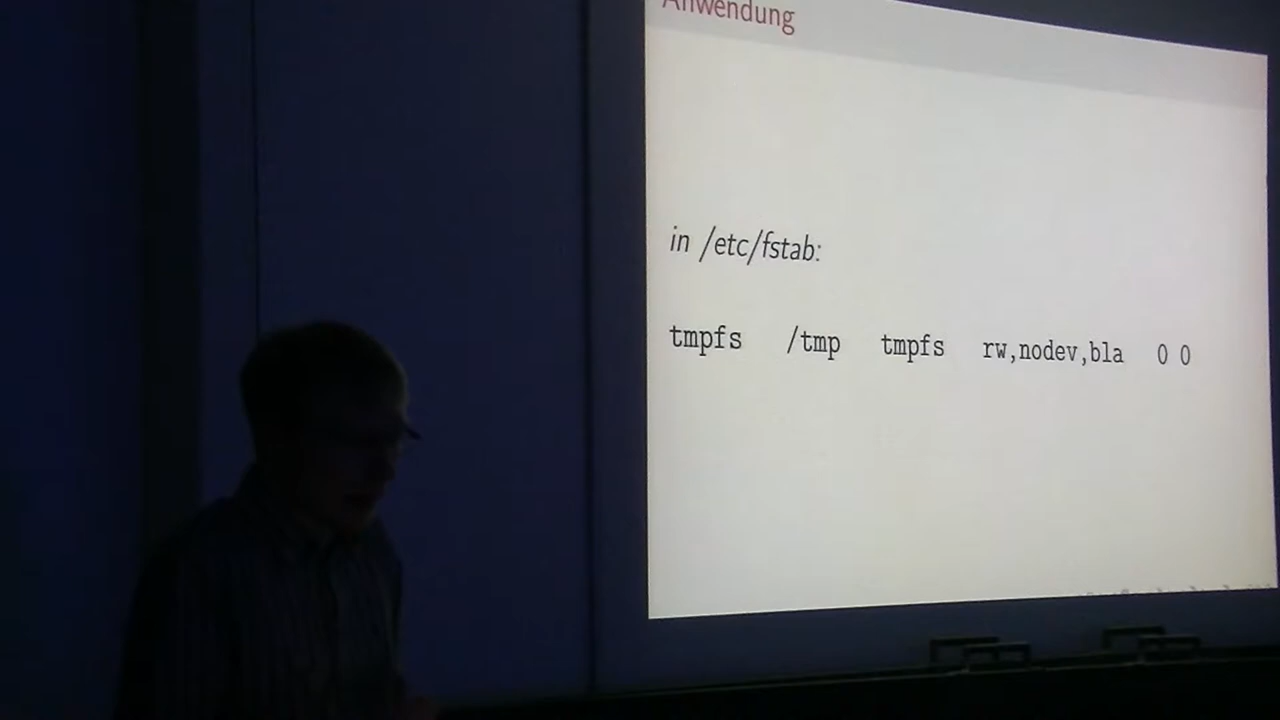 Anwendung
in /etc/fstab:
tmpfs /tmp tmpfs rw,nodev,bla 0 0